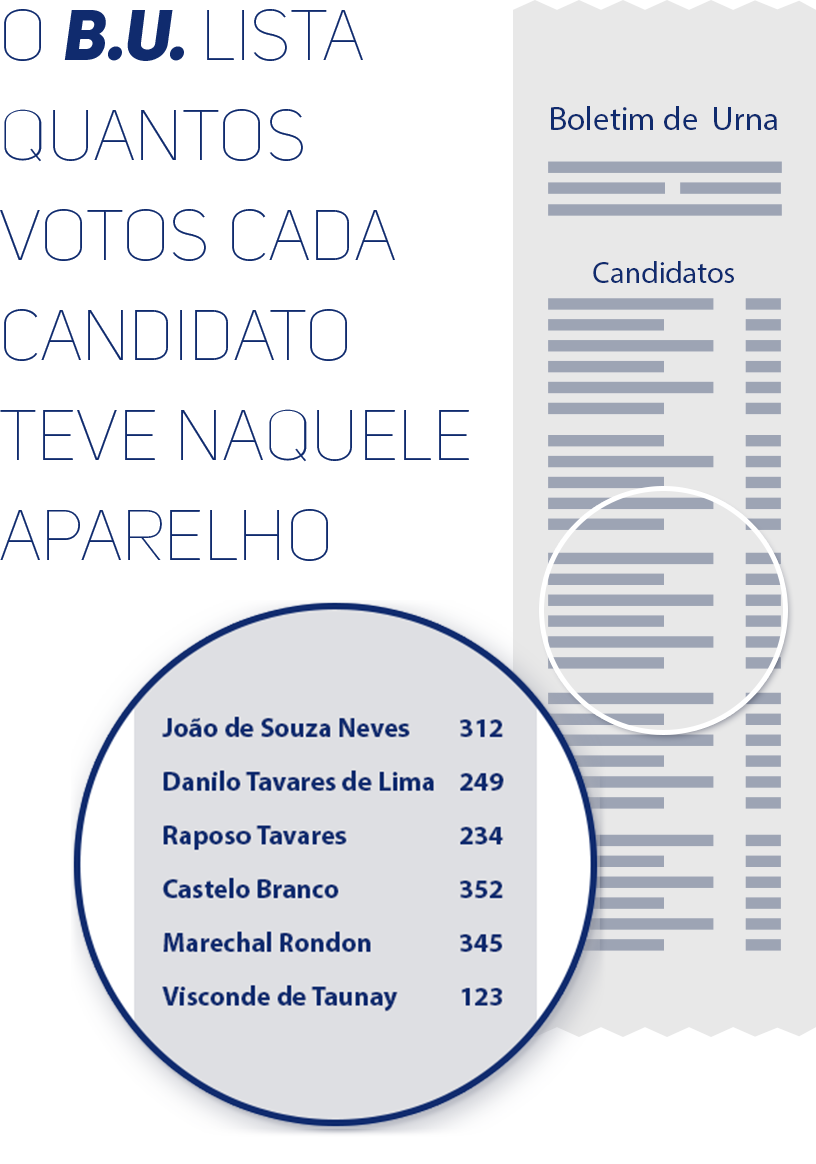 O B.U. LISTA
QUANTOS
VOTOS CADA
CANDIDATO
TEVE NAQUELE
APARELHO
Boletim de Urna
Candidatos
João de Souza Neves 312
Danilo Tavares de Lima 249
Raposo Tavares 234
Castelo Branco 352
Marechal Rondon 345
Visconde de Taunay 123